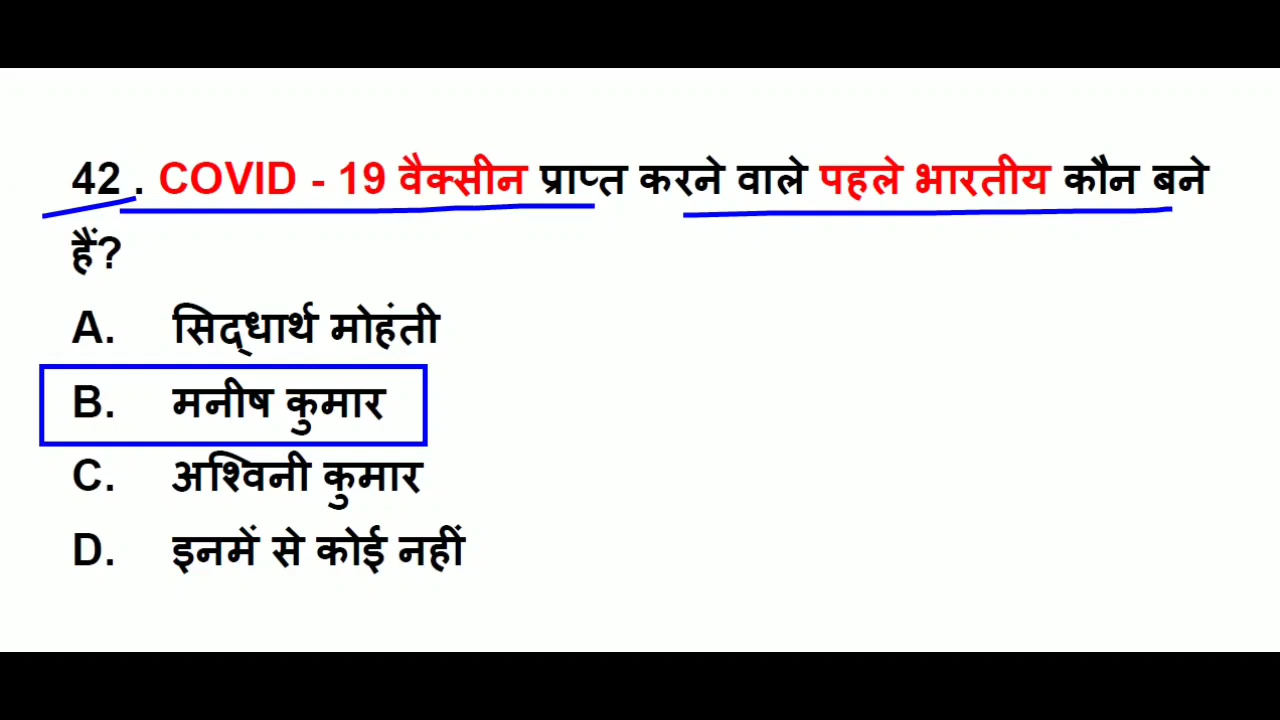 42 . COVID - 19 वैक्सीन प्राप्त करने वाले पहले भारतीय कौन बने
हैं?
A. सिद्धार्थ मोहंती
B. मनीष कुमार
C. अश्विनी कुमार
D. इनमें से कोई नहीं